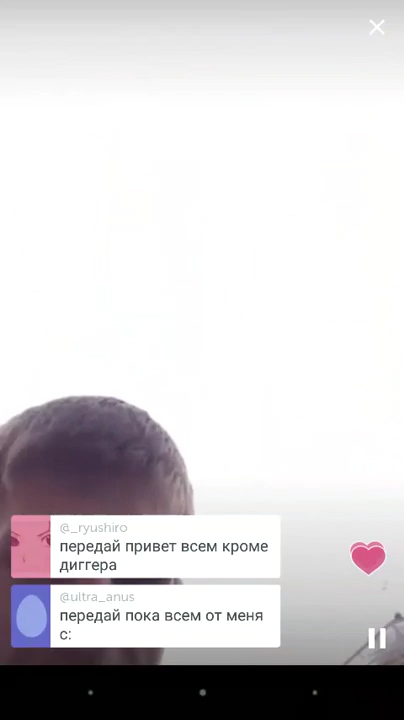 @_ryushiro
передай привет всем кроме
диггера
@ultra_anus
передай пока всем от меня
с: